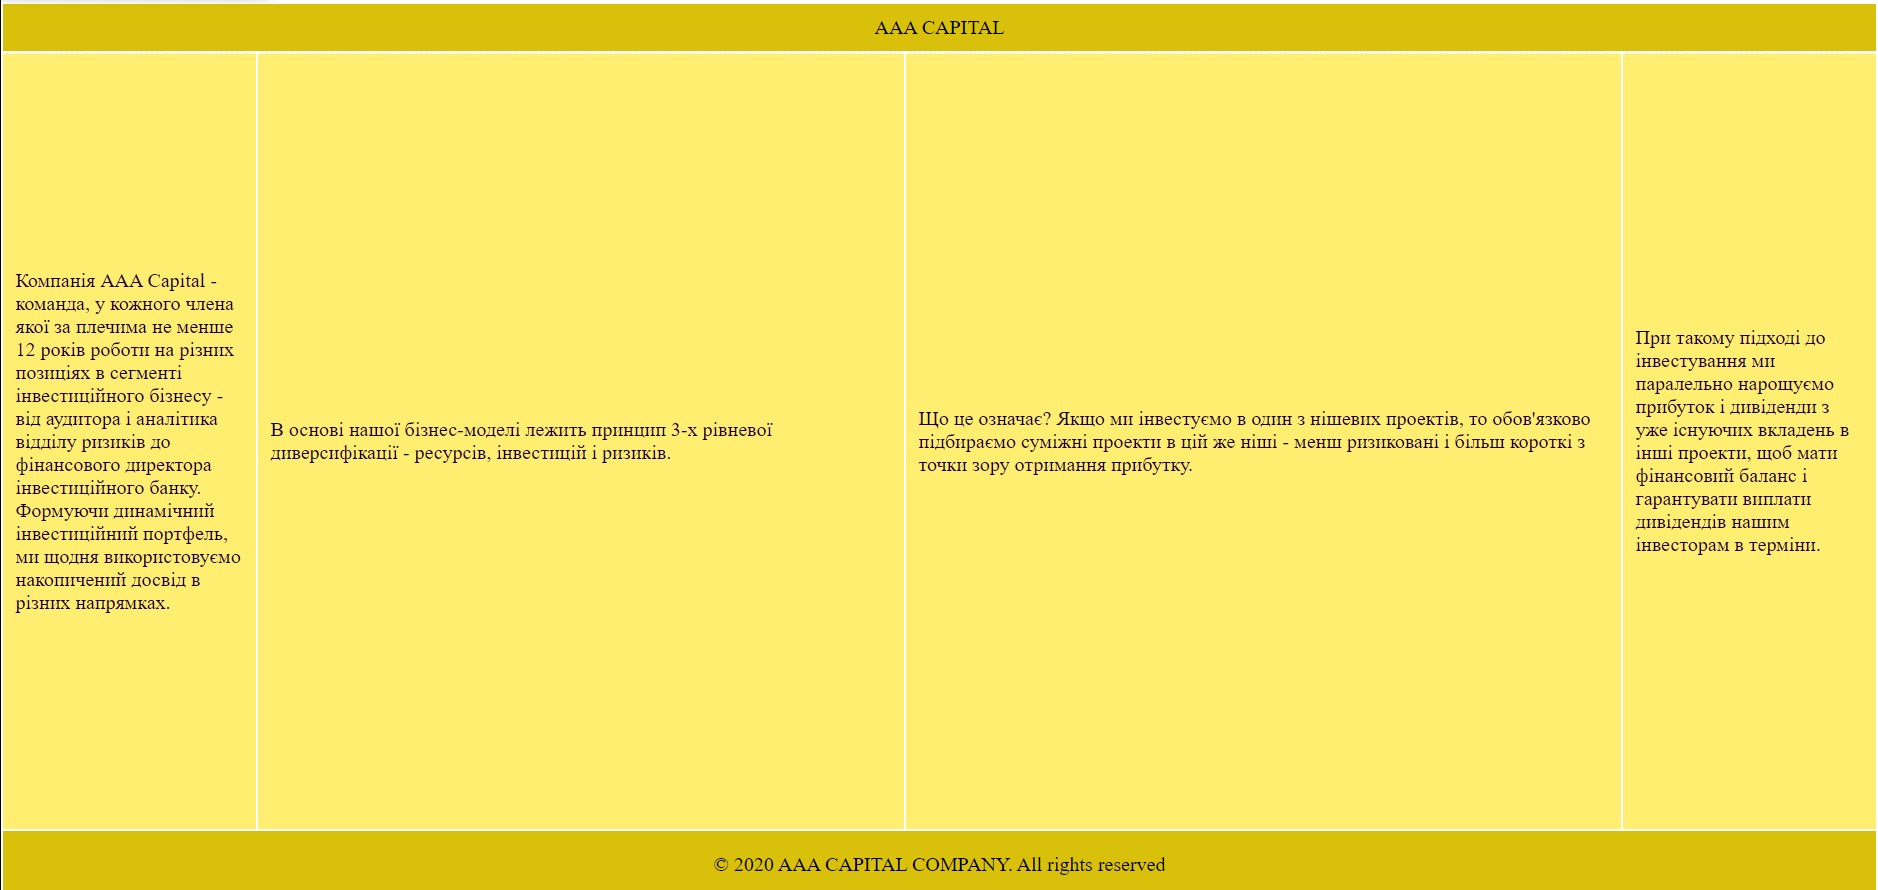 AAA CAPITAL
Компанія AAA Capital -
команда, у кожного члена
якої за плечима не менше
12 років роботи на різних
позиціях в сегменті
інвестиційного бізнесу -
від аудитора і аналітика
відділу ризиків до
фінансового директора
інвестиційного банку.
Формуючи динамічний
інвестиційний портфель,
ми щодня використовуємо
накопичений досвід в
різних напрямках.
В основі нашої бізнес-моделі лежить принцип 3-х рівневої
диверсифікації - ресурсів, інвестицій і ризиків.
Що це означає? Якщо ми інвестуємо в один з нішевих проектів, то обов'язково
підбираємо суміжні проекти в цій же ніші - менш ризиковані і більш короткі з
точки зору отримання прибутку.
При такому підході до
інвестування ми
паралельно нарощуємо
прибуток і дивіденди з
уже існуючих вкладень в
інші проекти, щоб мати
фінансовий баланс і
гарантувати виплати
дивідендів нашим
інвесторам в терміни.
© 2020 AAA CAPITAL COMPANY. All rights reserved